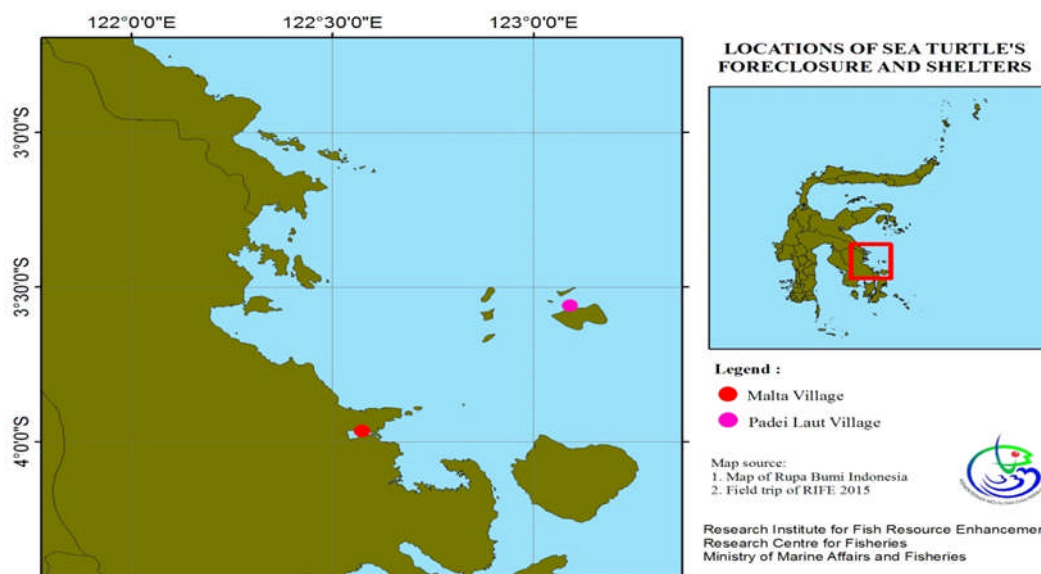 122°0'0"E 122°30'0"E 123°0'0"E
3°0'0"S
3°30'0"S
4°0'0"S
LOCATIONS OF SEA TURTLE'S
FORECLOSURE AND SHELTERS
Legend :
Malta Village
Padei Laut Village
Map source:
1. Map of Rupa Bumi Indonesia
2. Field trip of RIFE 2015
Research Institute for Fish Resource Enhancemen
Research Centre for Fisheries
Ministry of Marine Affairs and Fisheries